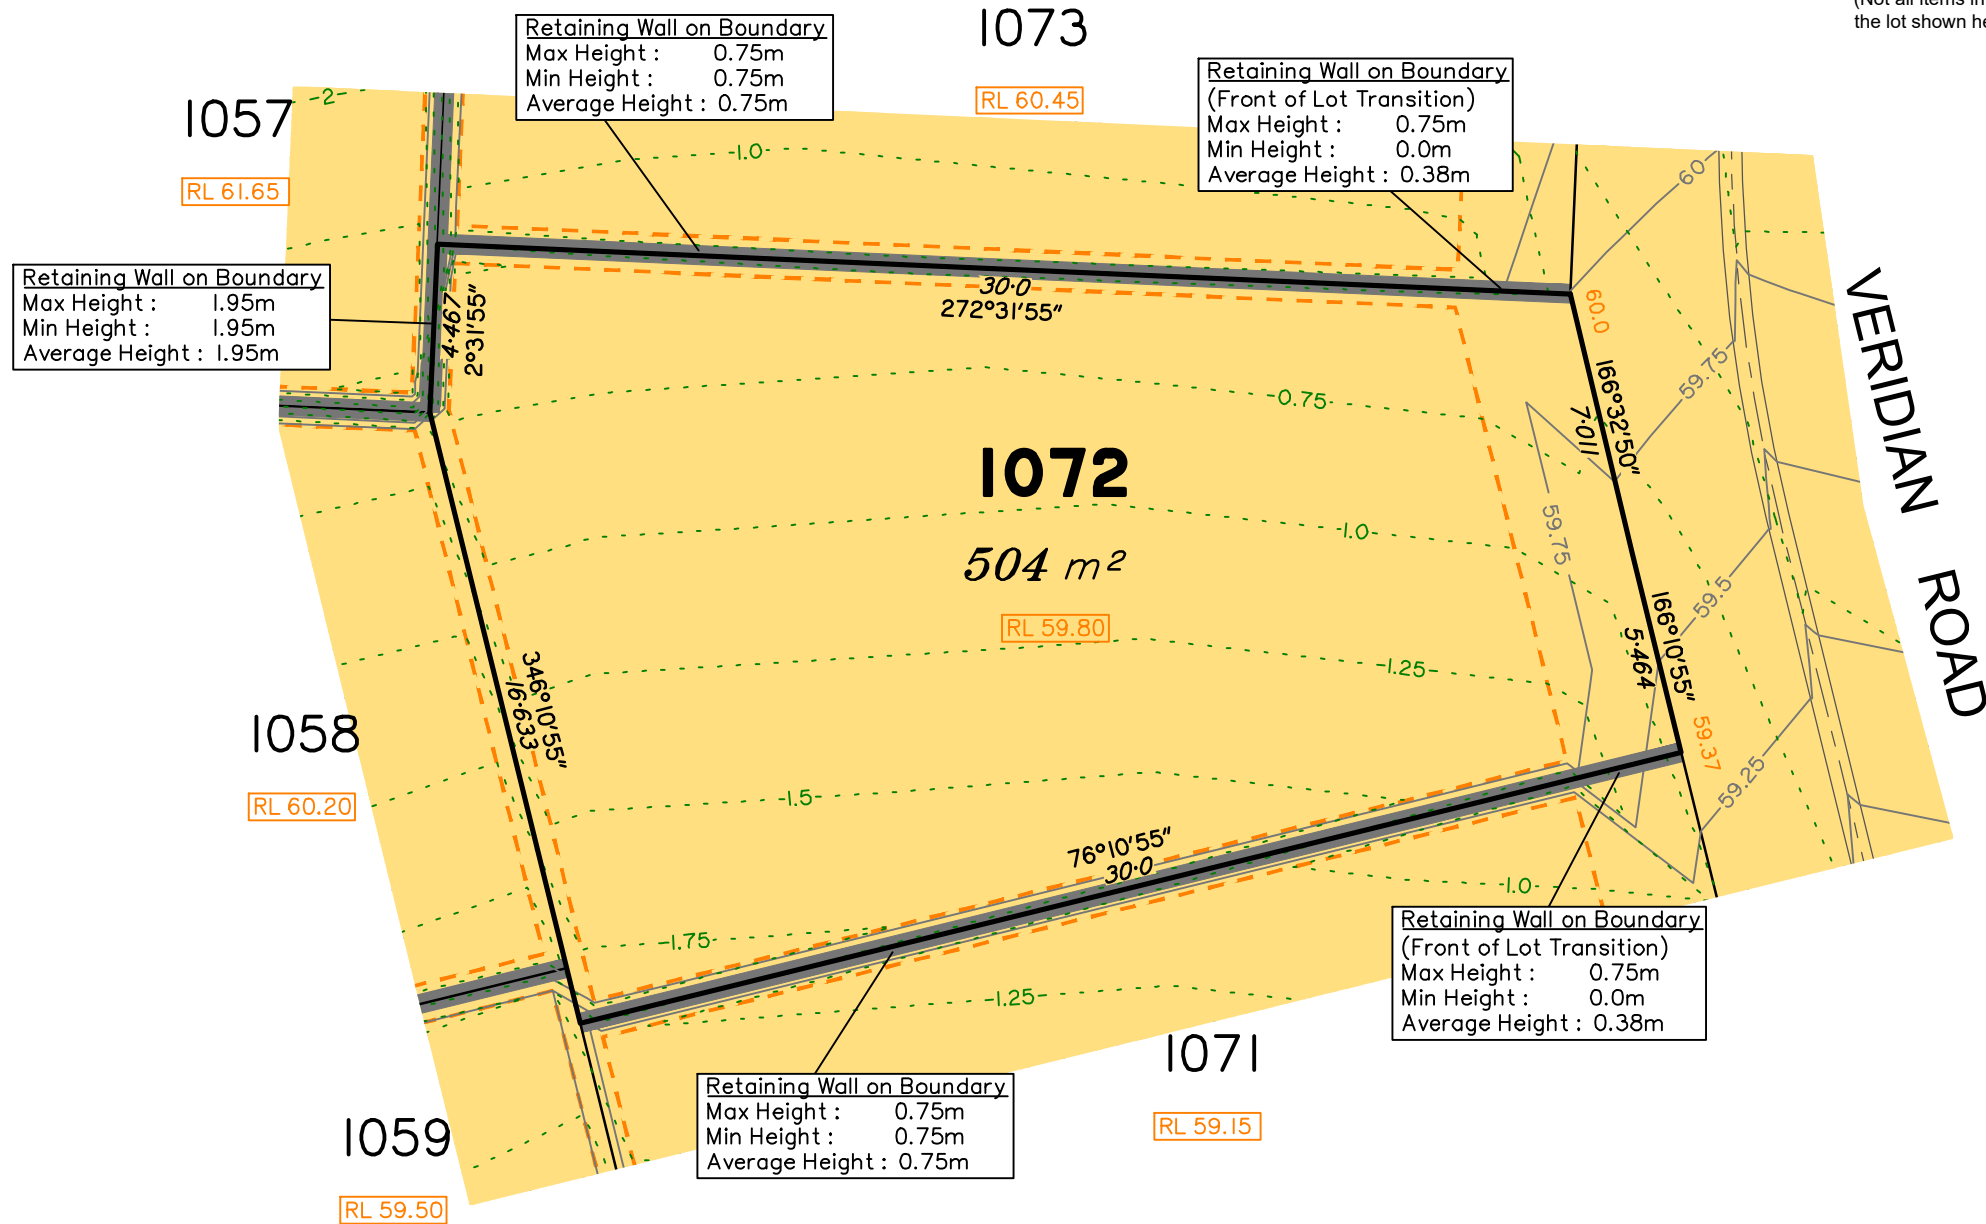 (Not all items in
the lot shown he
1073
RL 60.45
Retaining Wall on Boundary
Max Height : 0.75m
Min Height : 0.75m
Average Height : 0.75m
Retaining Wall on Boundary
(Front of Lot Transition)
Max Height : 0.75m
Min Height : 0.0m
Average Height : 0.38m
1057
RL 61.65
-2-
-1.0-
60
Retaining Wall on Boundary
Max Height : 1.95m
Min Height : 1.95m
Average Height : 1.95m
4·467
2°31'55"
30·0
272°31'55"
60.0
166°32'50"
7·011
59.75
VERIDIAN ROAD
-0.75-
1072
504 m²
RL 59.80
-1.0-
59.75
59.5
166°10'55"
5·464
-1.25-
59.37
59.25
346°10'55"
16·633
1058
RL 60.20
-1.5-
76°10'55"
30·0
-1.75-
-1.0-
-1.25-
Retaining Wall on Boundary
(Front of Lot Transition)
Max Height : 0.75m
Min Height : 0.0m
Average Height : 0.38m
1071
RL 59.15
Retaining Wall on Boundary
Max Height : 0.75m
Min Height : 0.75m
Average Height : 0.75m
1059
RL 59.50